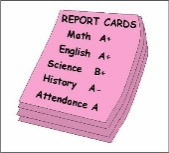 REPORT CARDS
Math A+
English A+
Science B+
History A-
Attendance A